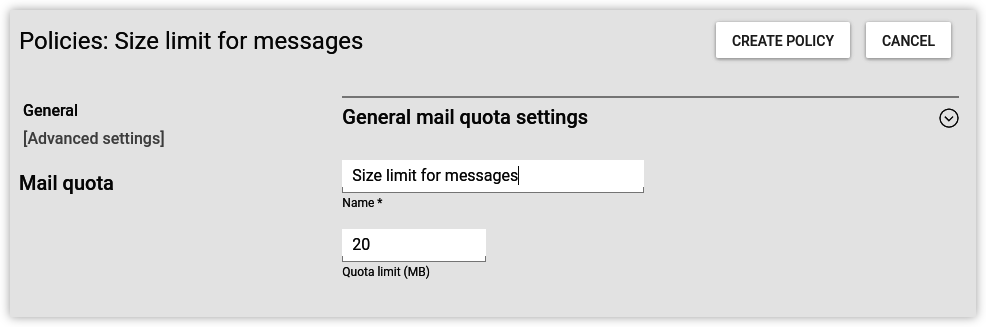 Policies: Size limit for messages
CREATE POLICY
CANCEL
General
[Advanced settings]
Mail quota
General mail quota settings
Size limit for messages
Name *
20
Quota limit (MB)